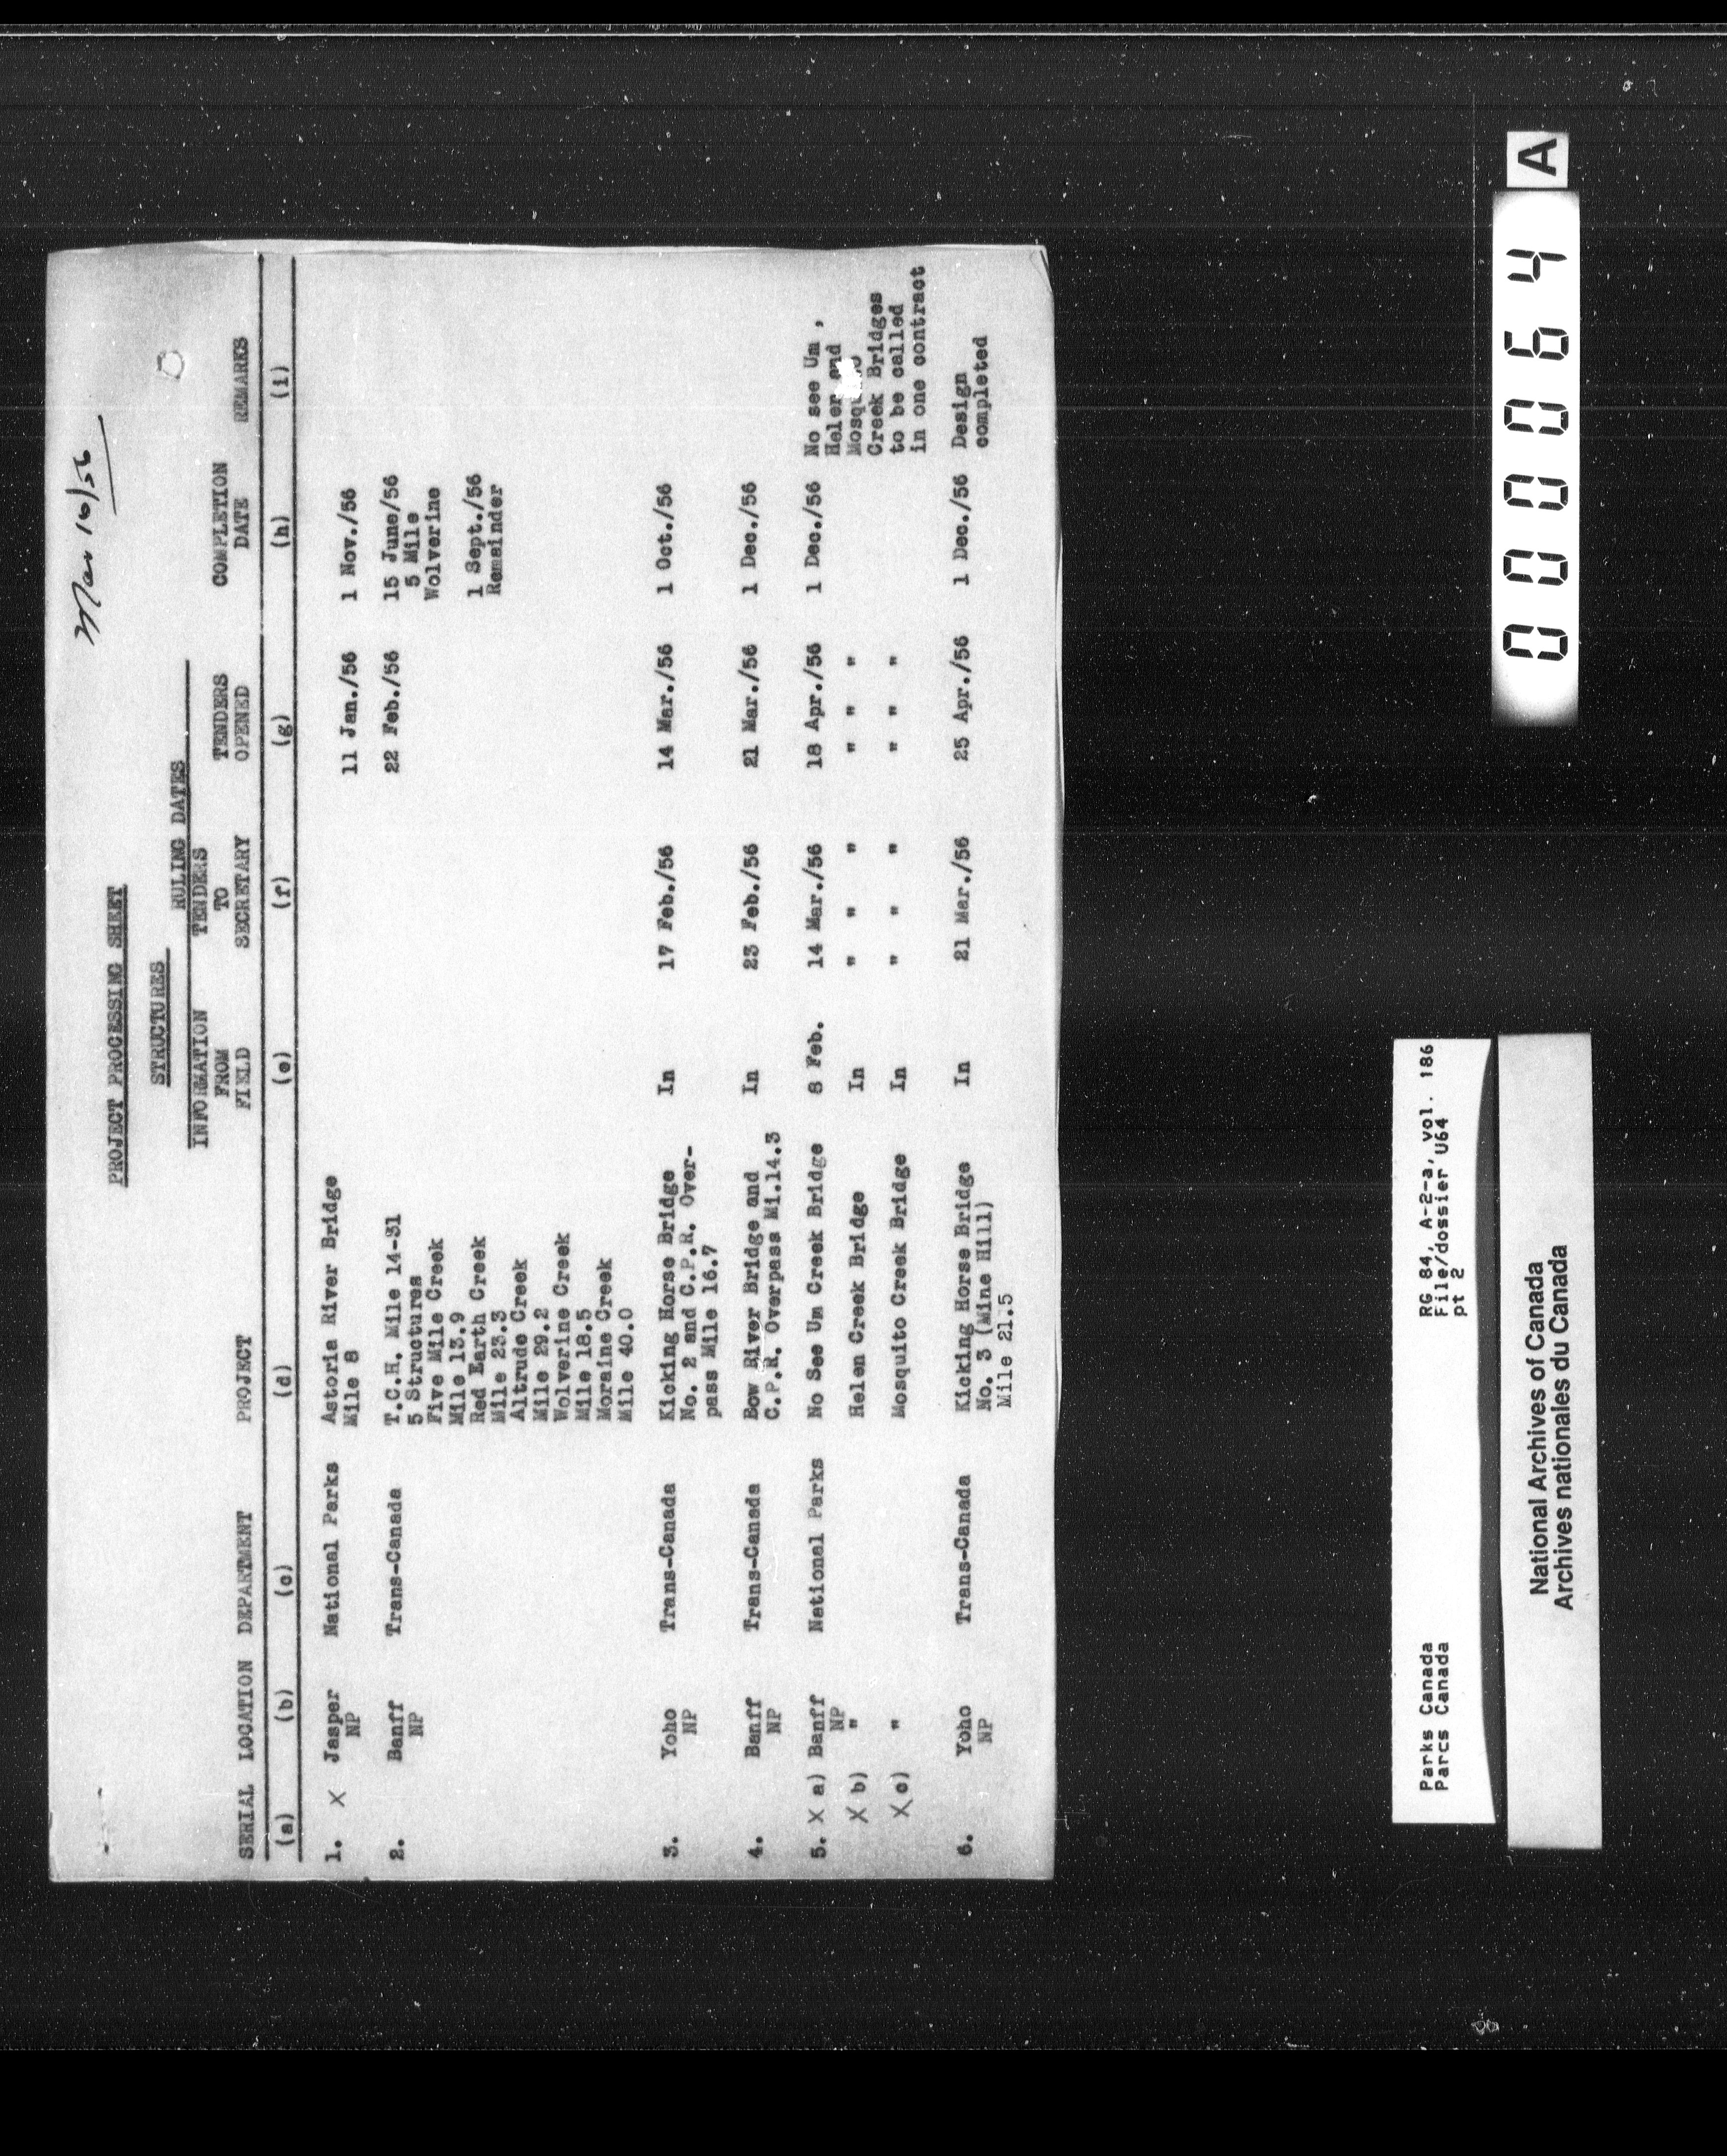 Mar 10/56
PROJECT PROCESSING SHEET
STRUCTURES
RULING DATES
SERIAL LOCATION DEPARTMENT PROJECT INFORMATION FROM FIELD TENDERS TO SECRETARY TENDERS OPENED COMPLETION DATE REMARKS
(a) (b) (c) (d) (e) (f) (g) (h) (i)
1. X Jasper National Parks Astoria River Bridge
NP Mile 8 11 Jan./56 1 Nov./56
2. Banff Trans-Canada T.C.H. Mile 14-31 22 Feb./56 15 June/56
NP 5 Structures 5 Mile
Five Mile Creek Wolverine
Mile 13.9
Red Earth Creek 1 Sept./56
Mile 23.3 Remainder
Altrude Creek
Mile 29.2
Wolverine Creek
Mile 18.5
Moraine Creek
Mile 40.0
3. Yoho Trans-Canada Kicking Horse Bridge In 17 Feb./56 14 Mar./56 1 Oct./56
NP No. 2 and C.P.R. Over-
pass Mile 16.7
4. Banff Trans-Canada Bow River Bridge and In 23 Feb./56 21 Mar./56 1 Dec./56
NP C.P.R. Overpass Mi.14.3
5. X a) Banff National Parks No See Um Creek Bridge 8 Feb. 14 Mar./56 18 Apr./56 1 Dec./56 No see Um,
NP Helen and
X b) " Helen Creek Bridge In " " " " " "
Creek Bridges
X c) " Mosquito Creek Bridge In " " " " " " to be called
in one contract
6. Yoho Trans-Canada Kicking Horse Bridge In 21 Mar./56 25 Apr./56 1 Dec./56 Design
NP No. 3 (Mine Hill) completed
Mile 21.5
Parks Canada RG 84, A-2-a, vol. 186
Parcs Canada File/dossier U64
pt 2
National Archives of Canada
Archives nationales du Canada
00064 A